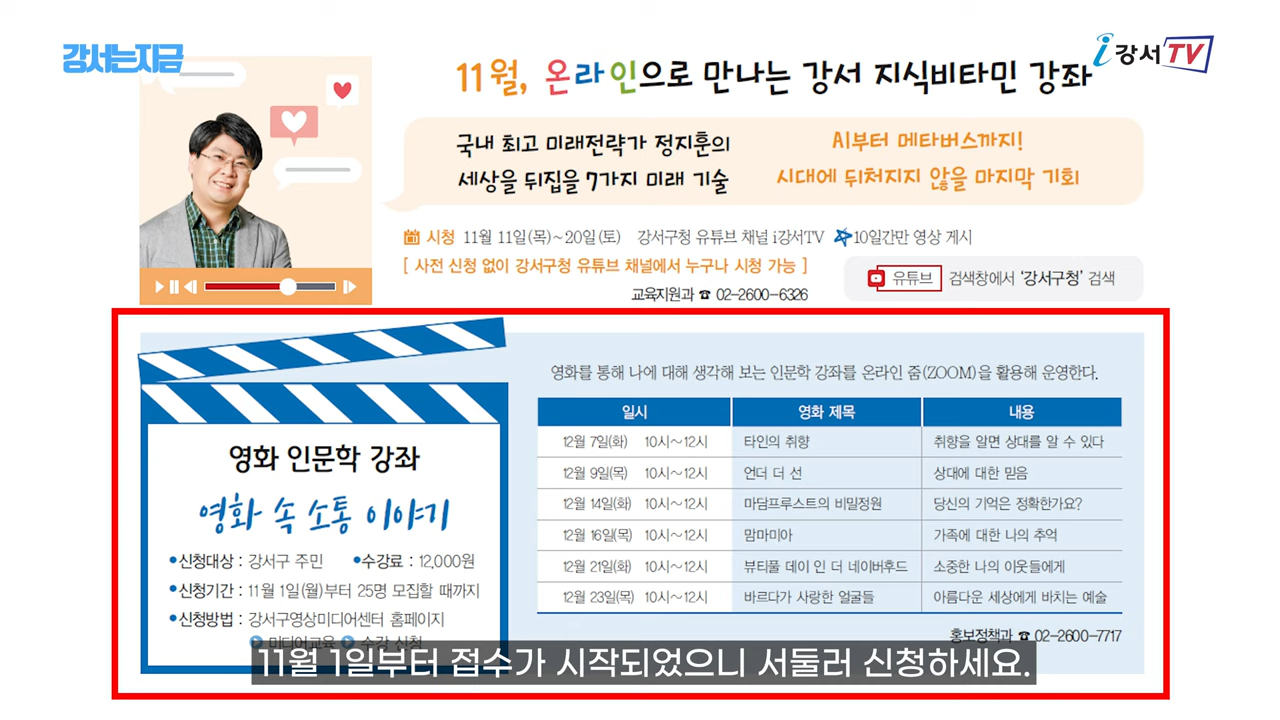 강서는지금
i강서TV
11월, 온라인으로 만나는 강서 지식비타민 강좌
국내 최고 미래전략가 정지훈의
세상을 뒤집을 7가지 미래 기술
AI부터 메타버스까지!
시대에 뒤처지지 않을 마지막 기회
시청 11월 11일(목)~20일(토) 강서구청 유튜브 채널 i강서TV 10일간만 영상 게시
[ 사전 신청 없이 강서구청 유튜브 채널에서 누구나 시청 가능 ]
교육지원과 ☎ 02-2600-6326
유튜브 검색창에서 '강서구청' 검색
영화 인문학 강좌
영화 속 소통 이야기
•신청대상 : 강서구 주민 •수강료 : 12,000원
•신청기간 : 11월 1일(월)부터 25명 모집할 때까지
•신청방법 : 강서구영상미디어센터 홈페이지
미디어교육 수강 신청
영화를 통해 나에 대해 생각해 보는 인문학 강좌를 온라인 줌(ZOOM)을 활용해 운영한다.
일시 영화 제목 내용
12월 7일(화) 10시~12시 타인의 취향 취향을 알면 상대를 알 수 있다
12월 9일(목) 10시~12시 언더 더 선 상대에 대한 믿음
12월 14일(화) 10시~12시 마담프루스트의 비밀정원 당신의 기억은 정확한가요?
12월 16일(목) 10시~12시 맘마미아 가족에 대한 나의 추억
12월 21일(화) 10시~12시 뷰티풀 데이 인 더 네이버후드 소중한 나의 이웃들에게
12월 23일(목) 10시~12시 바르다가 사랑한 얼굴들 아름다운 세상에게 바치는 예술
홍보정책과 ☎ 02-2600-7717
11월 1일부터 접수가 시작되었으니 서둘러 신청하세요.